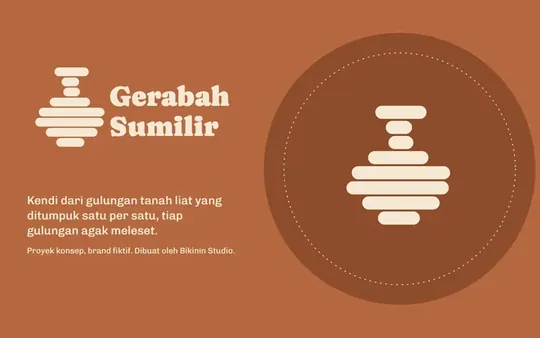 Gerabah
Sumilir
Kendi dari gulungan tanah liat yang
ditumpuk satu per satu, tiap
gulungan agak meleset.
Proyek konsep, brand fiktif. Dibuat oleh Bikinin Studio.